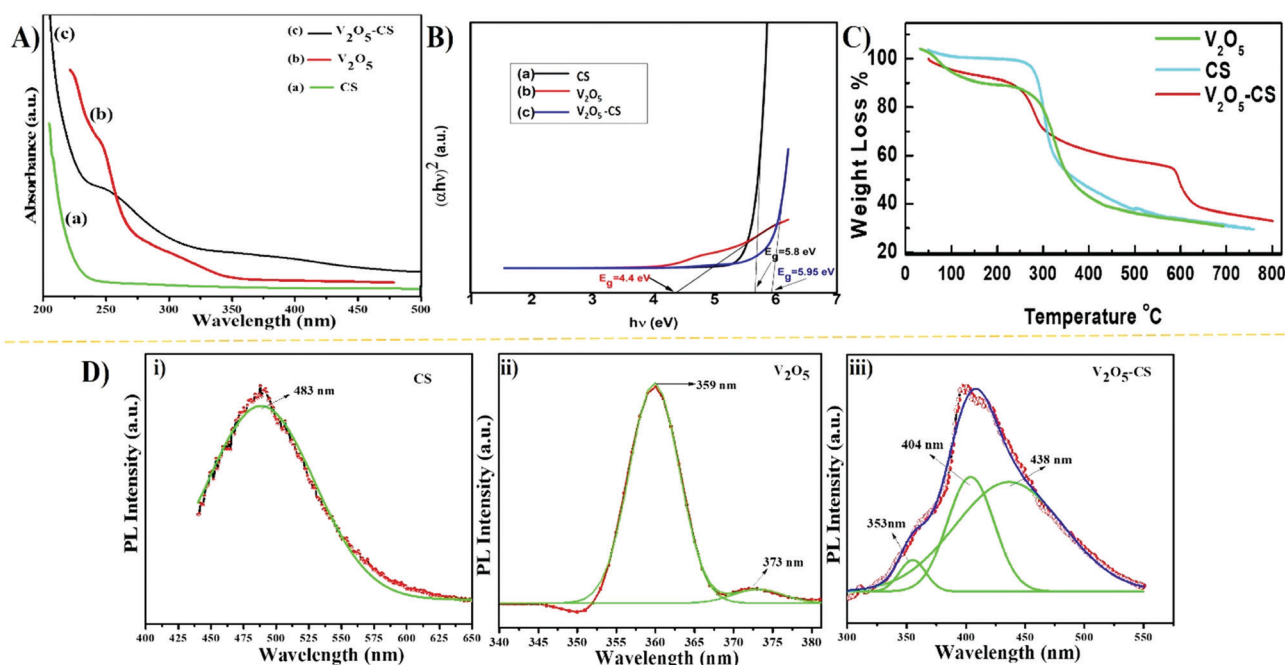 A)
(c)
(b)
(a)
(c) V₂O₅-CS
(b) V₂O₅
(a) CS
Absorbance (a.u.)
200 250 300 350 400 450 500
Wavelength (nm)
B)
(a) CS
(b) V₂O₅
(c) V₂O₅-CS
(αhν)² (a.u.)
E_g=5.8 eV
E_g=4.4 eV
E_g=5.95 eV
1 2 3 4 5 6 7
hν (eV)
C)
V₂O₅
CS
V₂O₅-CS
Weight Loss %
100
80
60
40
20
0 100 200 300 400 500 600 700 800
Temperature °C
D)
i)
CS
483 nm
PL Intensity (a.u.)
400 425 450 475 500 525 550 575 600 625 650
Wavelength (nm)
ii)
V₂O₅
359 nm
373 nm
PL Intensity (a.u.)
340 345 350 355 360 365 370 375 380
Wavelength (nm)
iii)
V₂O₅-CS
404 nm
438 nm
353nm
PL Intensity (a.u.)
300 350 400 450 500 550
Wavelength (nm)